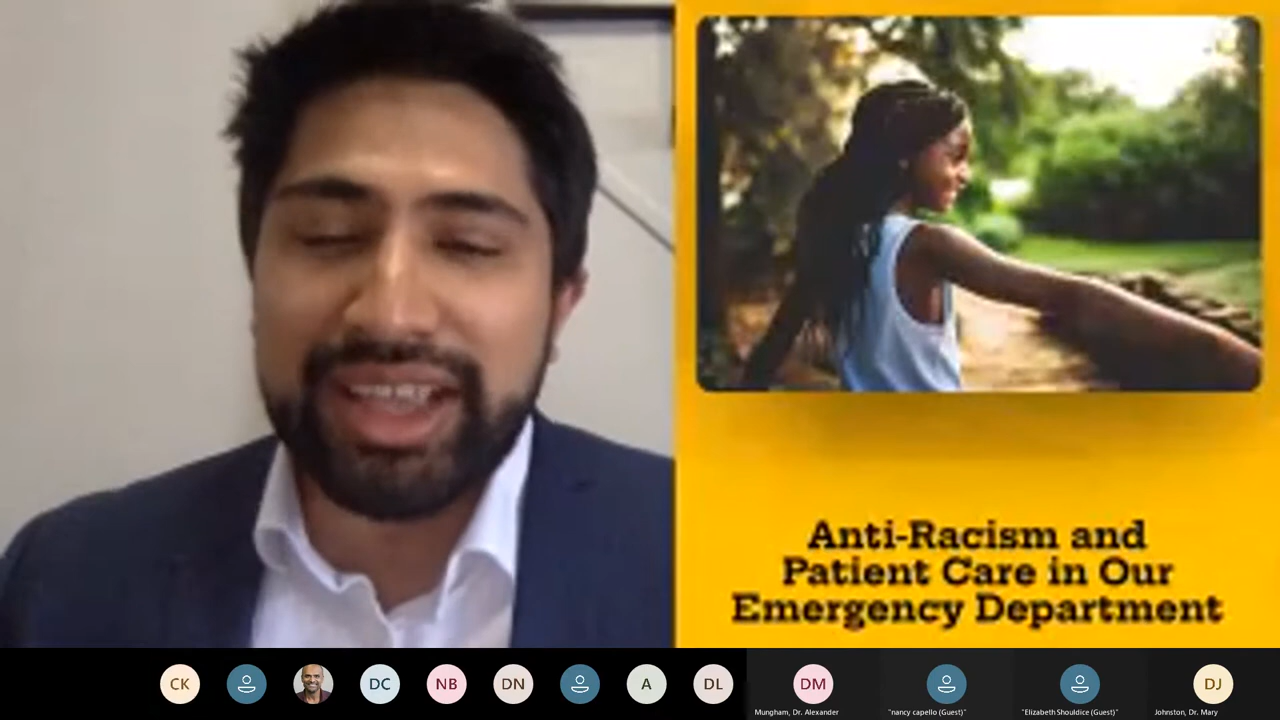 Anti-Racism and
Patient Care in Our
Emergency Department
CK
DC
NB
DN
A
DL
DM
DJ
Mungham, Dr. Alexander
"nancy capello (Guest)"
"Elizabeth Shouldice (Guest)"
Johnston, Dr. Mary